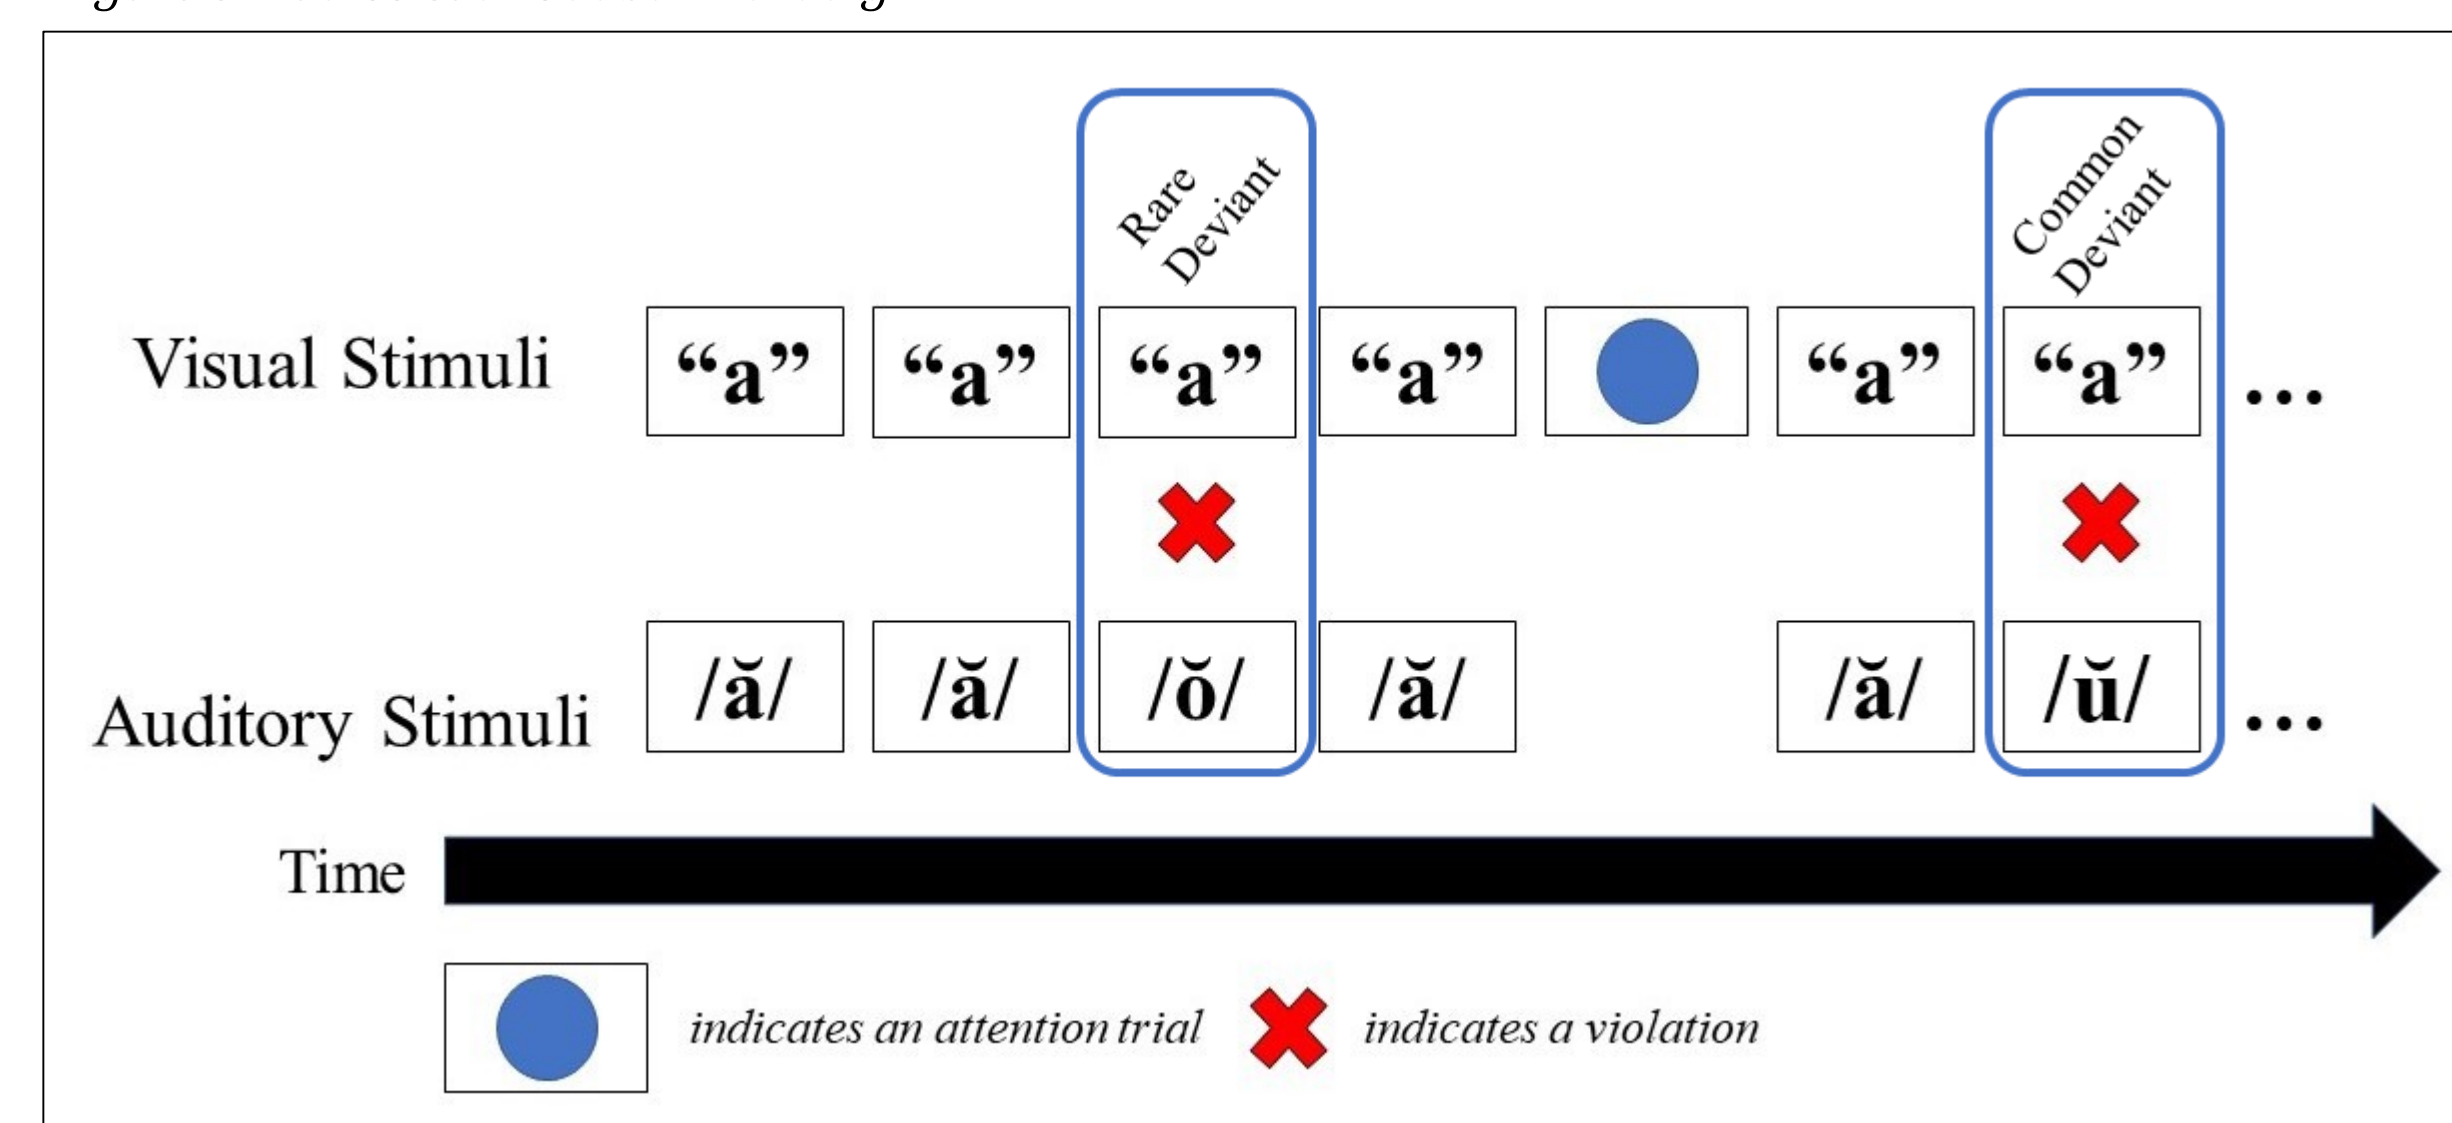 Rare
Deviant
Common
Deviant
Visual Stimuli “a” “a” “a” “a” “a” “a” ...
Auditory Stimuli /ă/ /ă/ /ŏ/ /ă/ /ă/ /ŭ/ ...
Time
indicates an attention trial indicates a violation